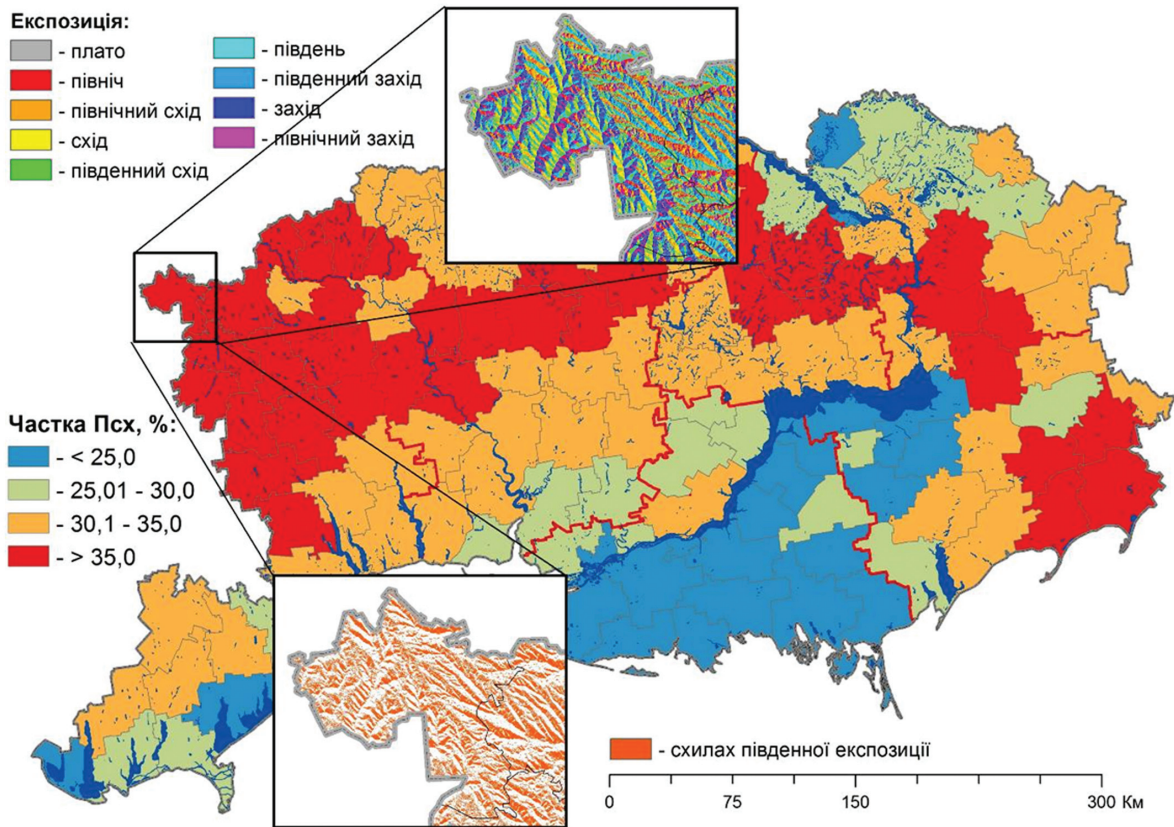 Експозиція:
- плато
- північ
- північний схід
- схід
- південний схід
- південь
- південний захід
- захід
- північний захід
Частка Псх, %:
- < 25,0
- 25,01 - 30,0
- 30,1 - 35,0
- > 35,0
- схилах південної експозиції
0 75 150 300 Км